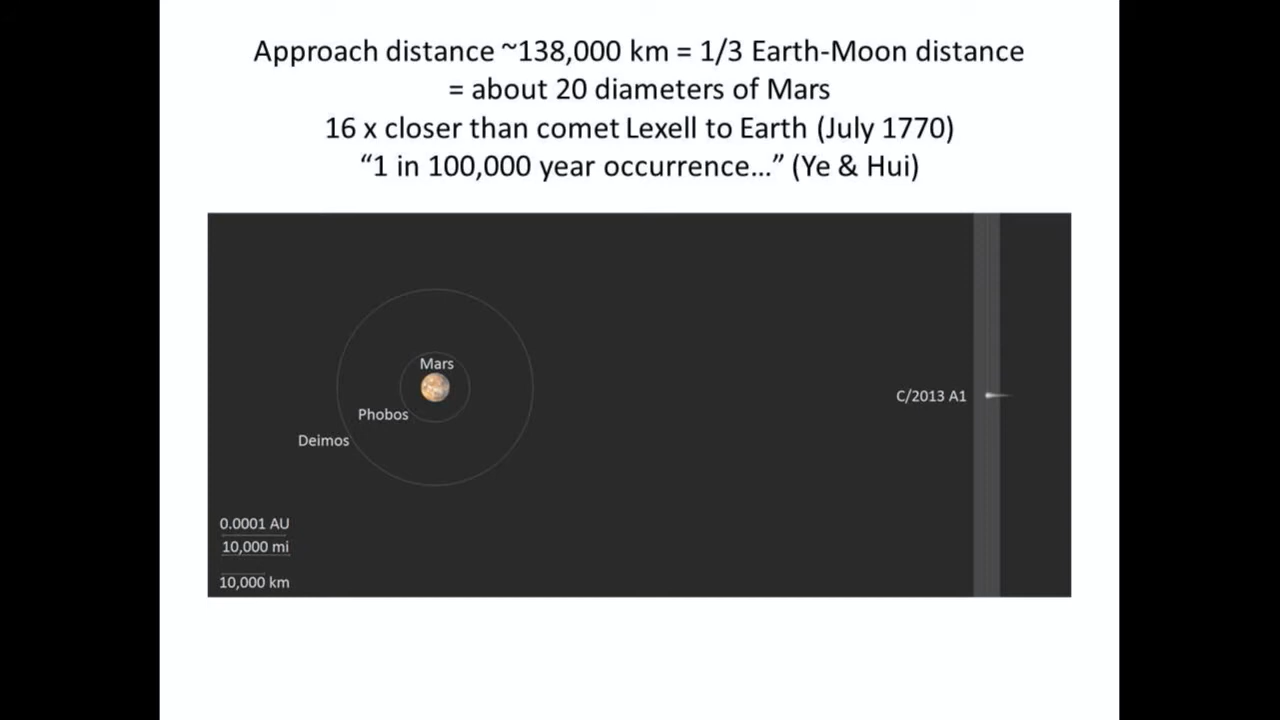 Approach distance ~138,000 km = 1/3 Earth-Moon distance
= about 20 diameters of Mars
16 x closer than comet Lexell to Earth (July 1770)
“1 in 100,000 year occurrence…” (Ye & Hui)
Mars
Phobos
C/2013 A1
Deimos
0.0001 AU
10,000 mi
10,000 km